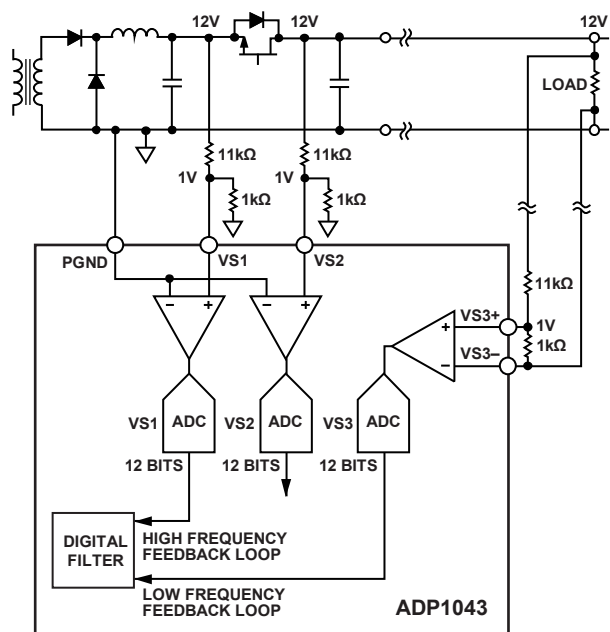 12V
12V
12V
LOAD
11kΩ
11kΩ
1V
1kΩ
1kΩ
PGND
VS1
VS2
11kΩ
VS3+
1V
1kΩ
VS3–
VS1
ADC
VS2
ADC
VS3
ADC
12 BITS
12 BITS
12 BITS
DIGITAL
FILTER
HIGH FREQUENCY
FEEDBACK LOOP
LOW FREQUENCY
FEEDBACK LOOP
ADP1043